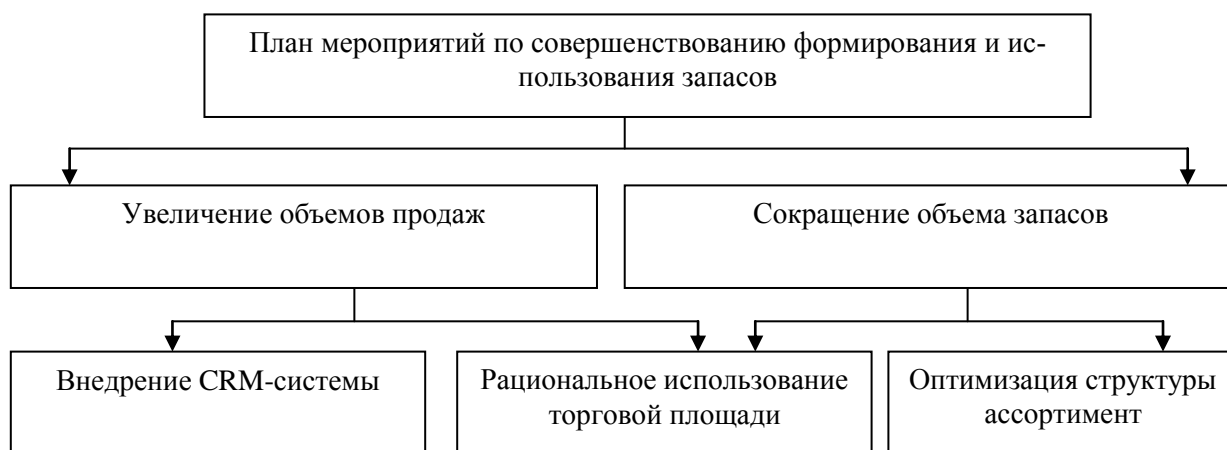 План мероприятий по совершенствованию формирования и ис-
пользования запасов
Увеличение объемов продаж
Сокращение объема запасов
Внедрение CRM-системы
Рациональное использование
торговой площади
Оптимизация структуры
ассортимент